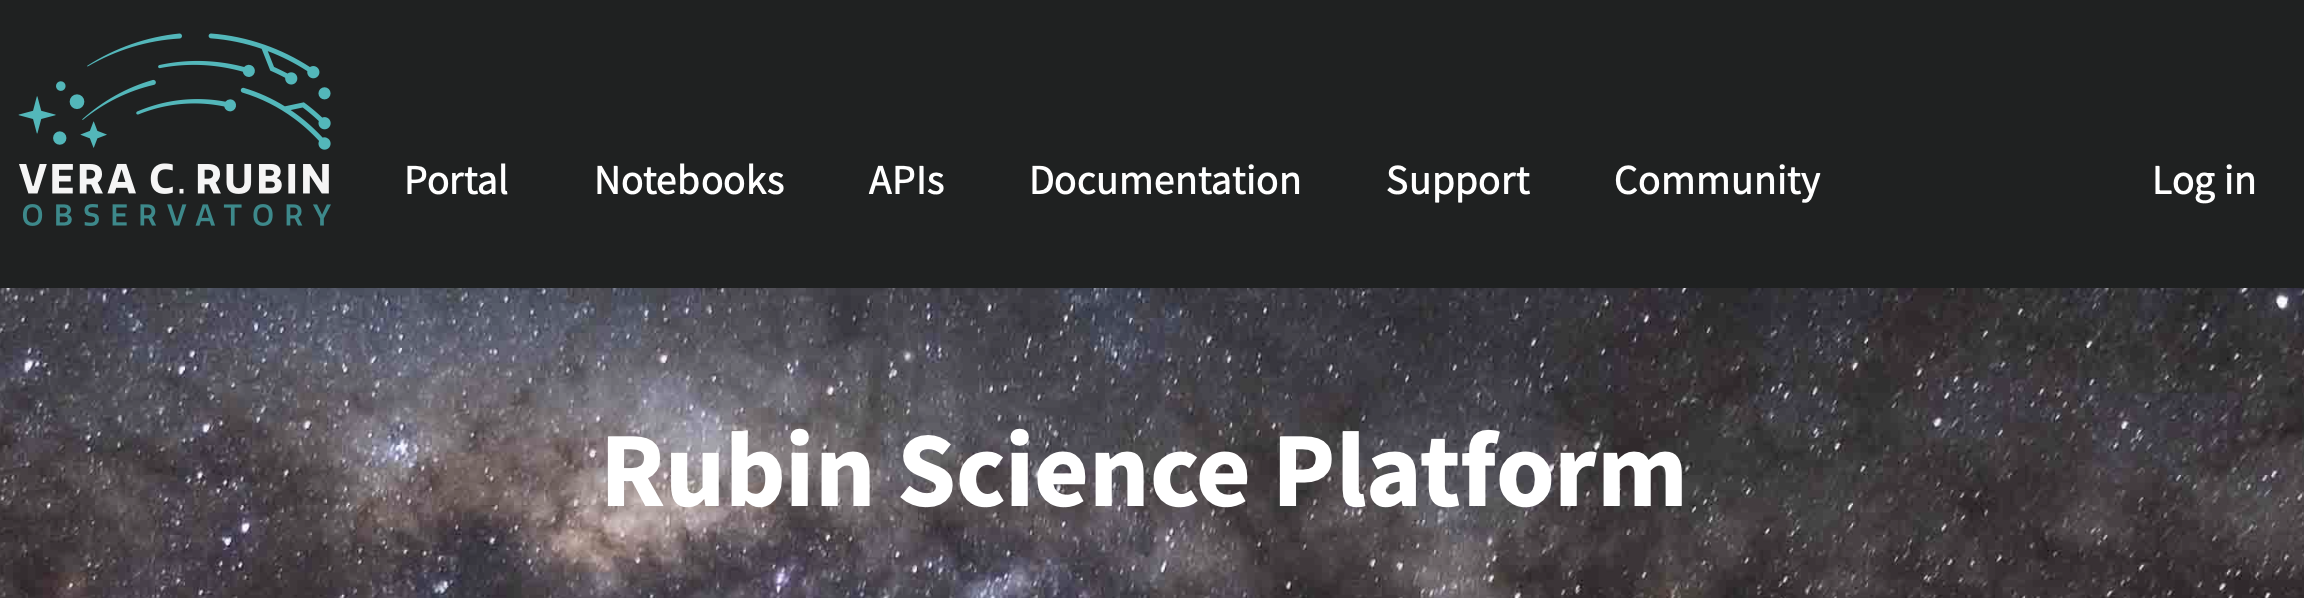 VERA C. RUBIN
OBSERVATORY
Portal Notebooks APIs Documentation Support Community Log in
Rubin Science Platform